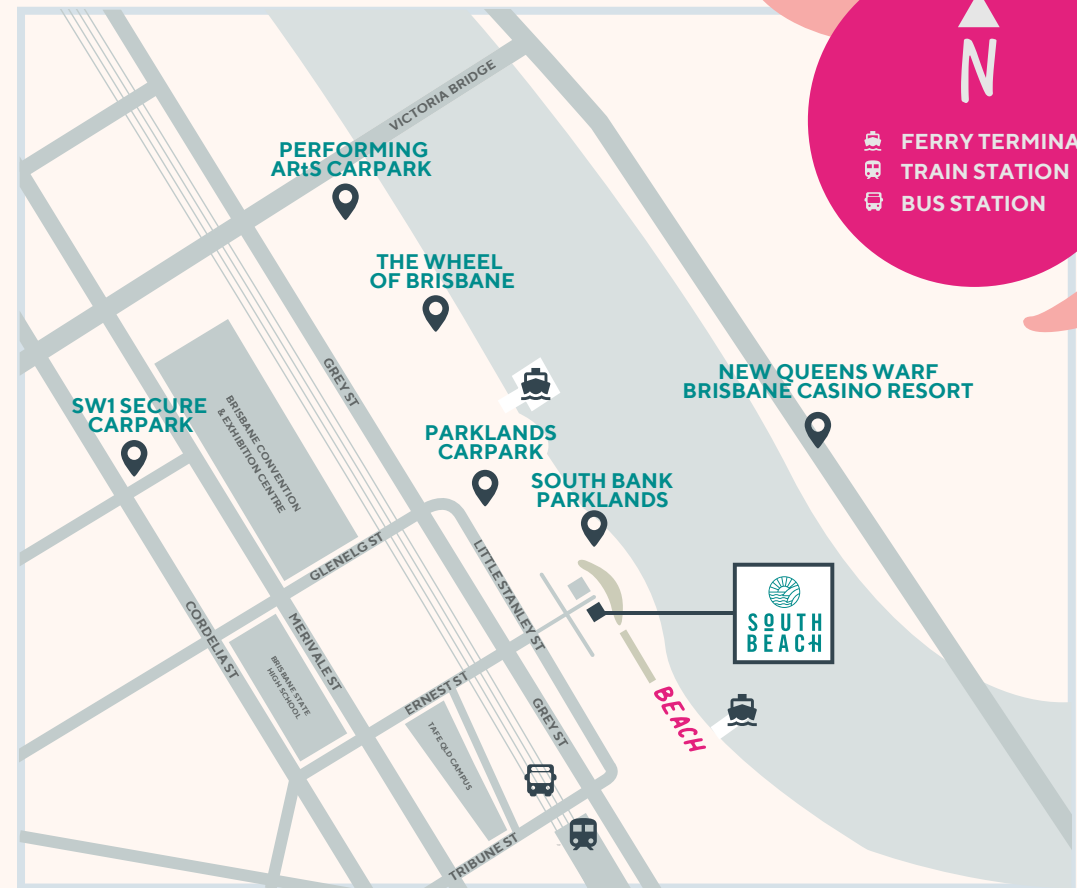 N
FERRY TERMINA
TRAIN STATION
BUS STATION
VICTORIA BRIDGE
PERFORMING
ARtS CARPARK
THE WHEEL
OF BRISBANE
GREY ST
NEW QUEENS WARF
BRISBANE CASINO RESORT
SW1 SECURE
CARPARK
BRISBANE CONVENTION
& EXHIBITION CENTRE
PARKLANDS
CARPARK
SOUTH BANK
PARKLANDS
GLENELG ST
LITTLE STANLEY ST
SOUTH
BEACH
CORDELIA ST
MERIVALE ST
BRISBANE STATE
HIGH SCHOOL
ERNEST ST
GREY ST
BEACH
TAFE QLD CAMPUS
TRIBUNE ST